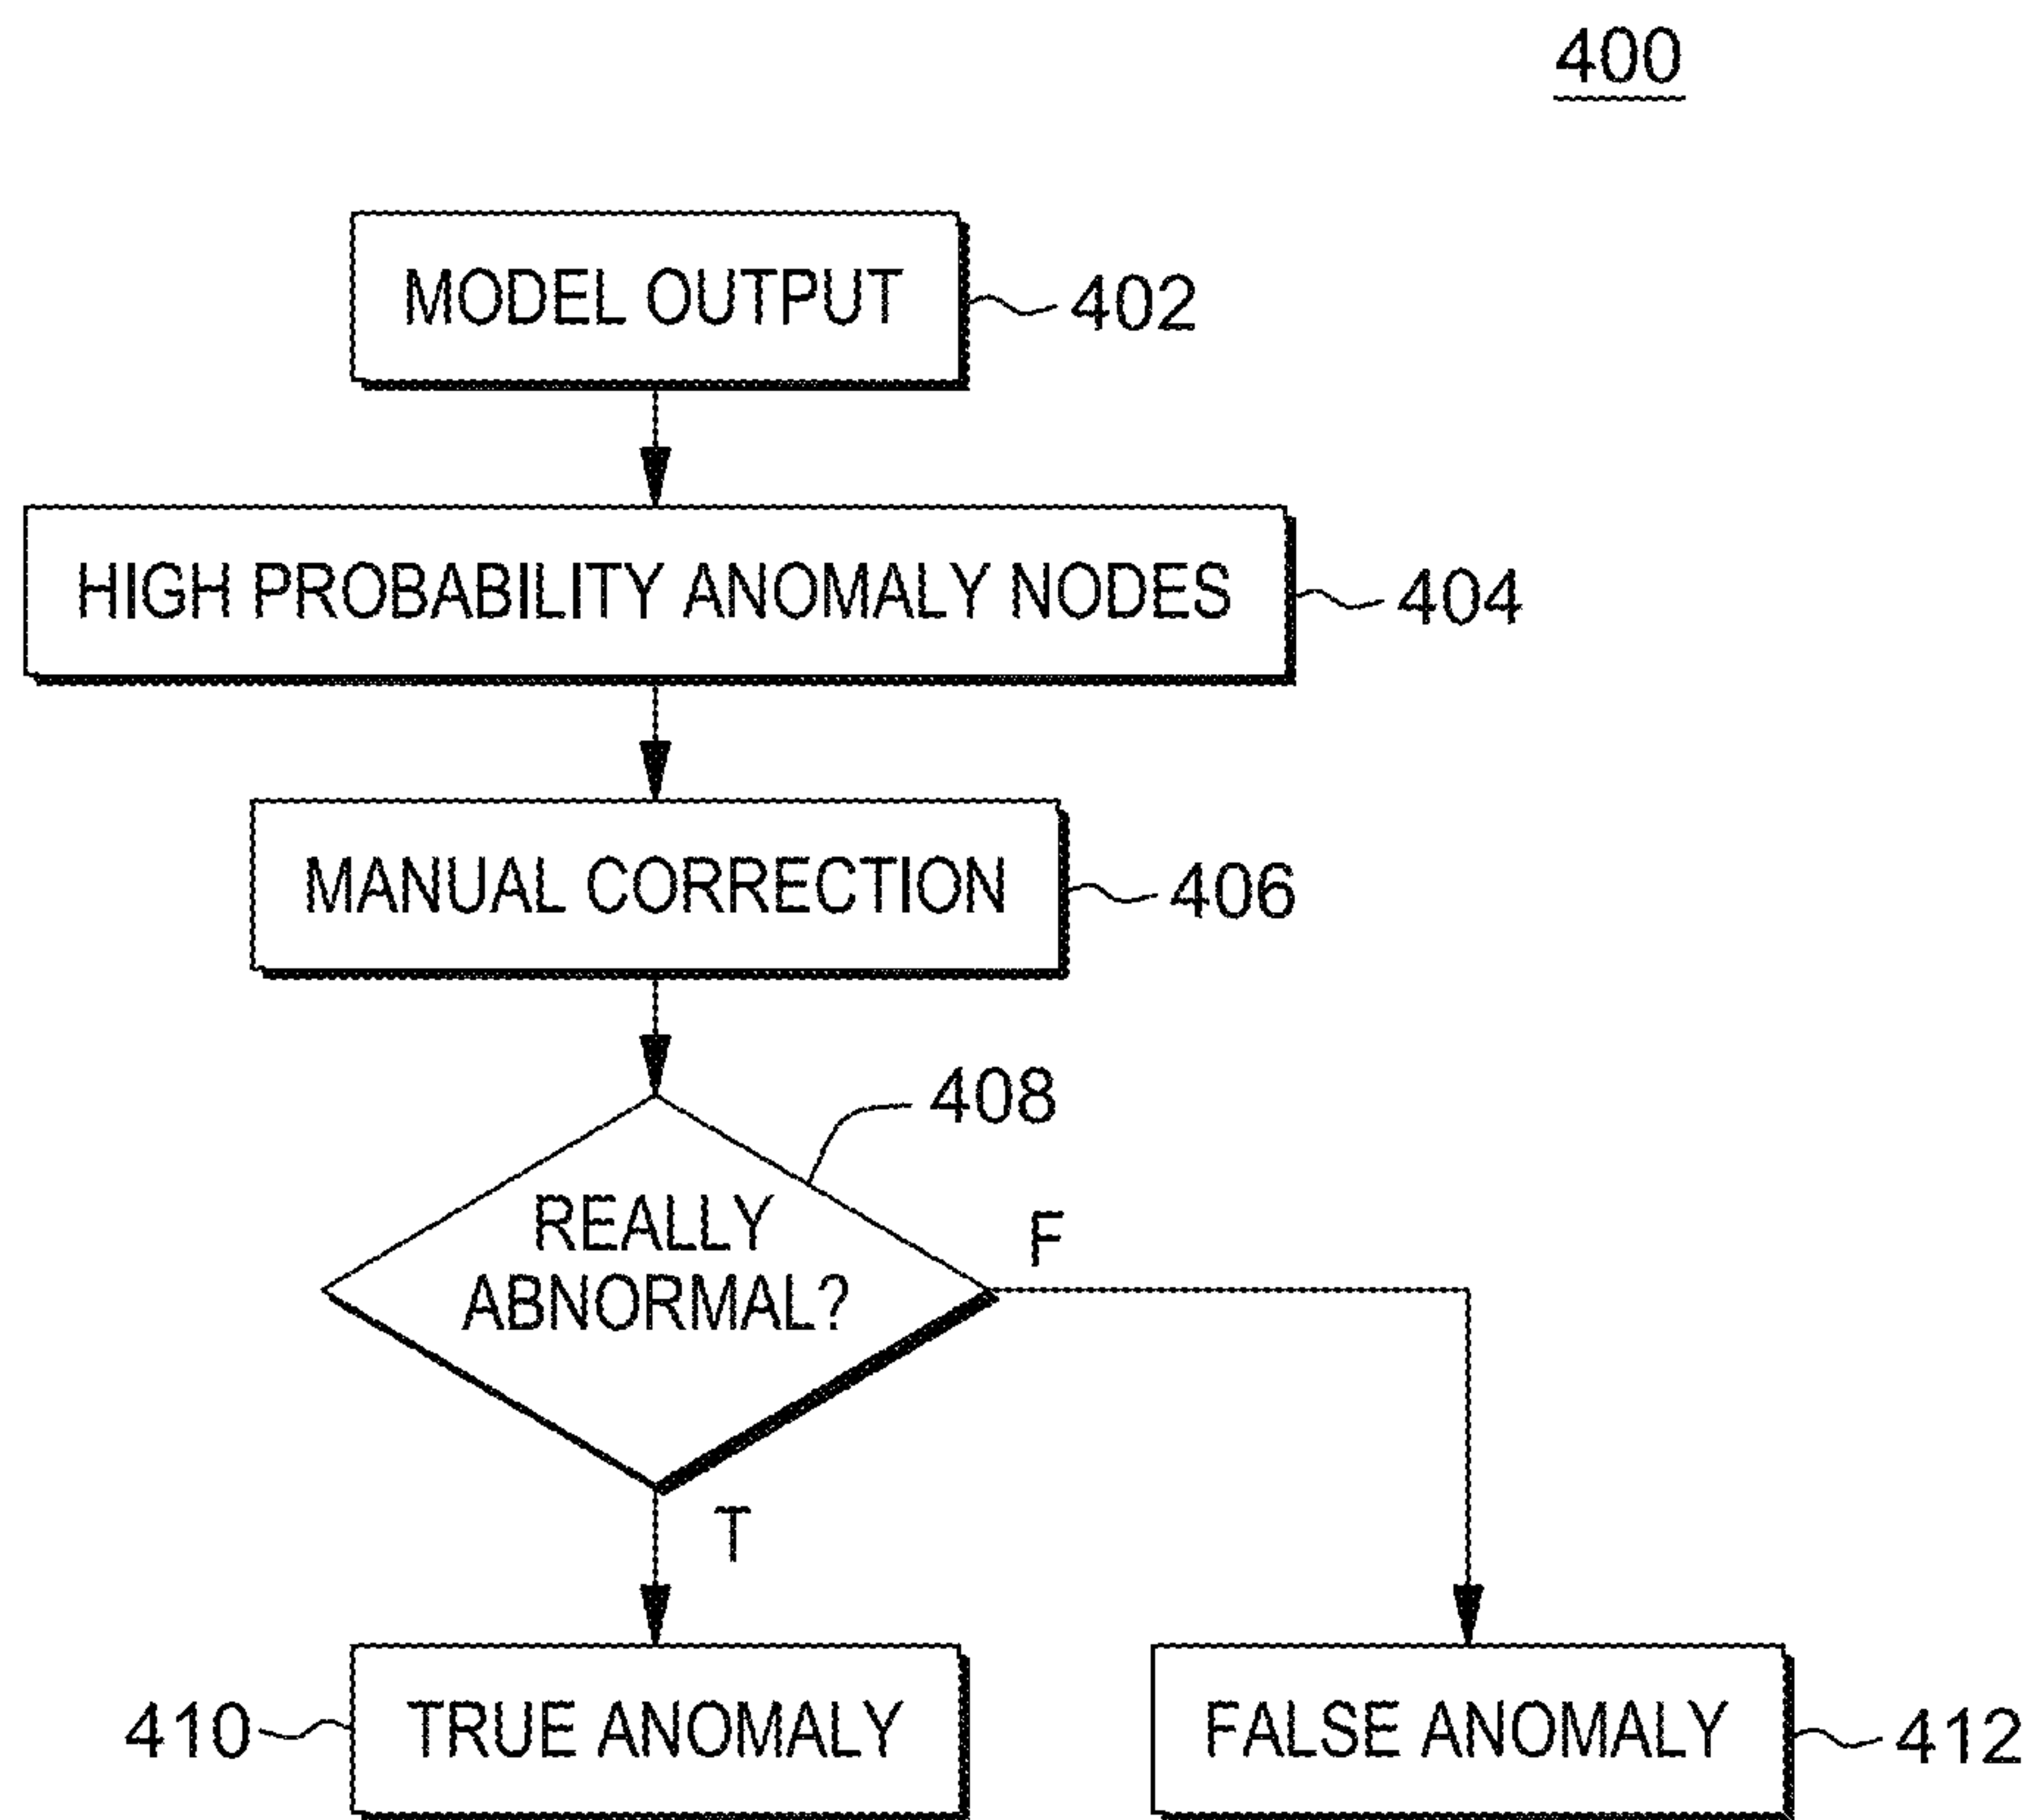 400
MODEL OUTPUT
402
HIGH PROBABILITY ANOMALY NODES
404
MANUAL CORRECTION
406
408
REALLY
ABNORMAL?
F
T
410
TRUE ANOMALY
FALSE ANOMALY
412